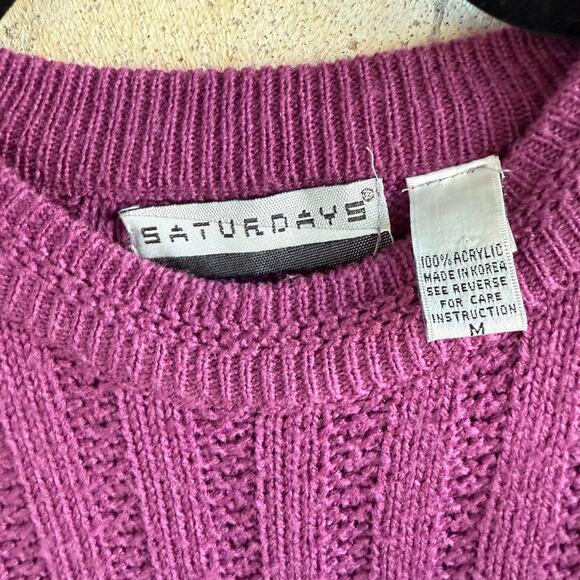 SATURDAYS®
100% ACRYLIC
MADE IN KOREA
SEE REVERSE
FOR CARE
INSTRUCTION
M